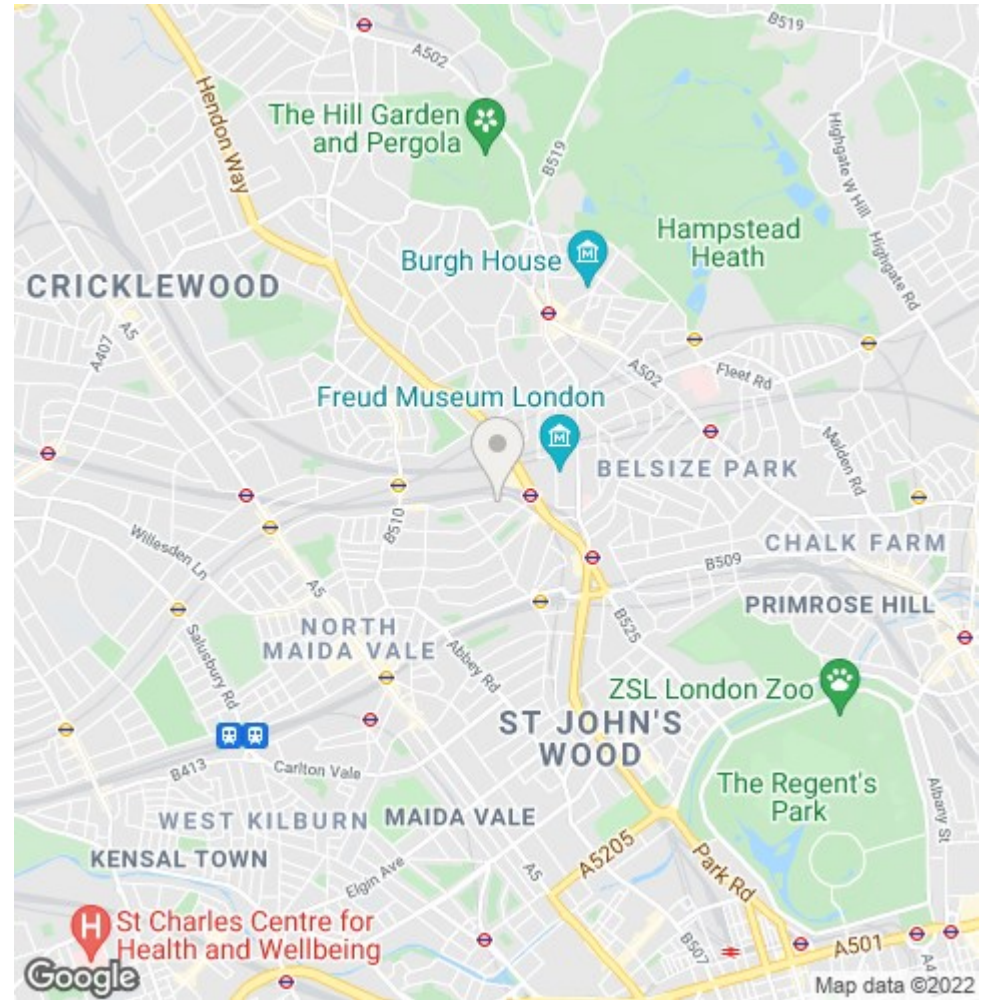 B519
A502
Hendon Way
The Hill Garden
and Pergola
B519
Highgate W Hill
Hampstead
Heath
Highgate Rd
Burgh House
CRICKLEWOOD
A5
A407
A502
Fleet Rd
Freud Museum London
Malden Rd
BELSIZE PARK
B510
Willesden Ln
CHALK FARM
B509
A5
PRIMROSE HILL
NORTH
MAIDA VALE
B525
Abbey Rd
Salusbury Rd
ZSL London Zoo
ST JOHN'S
WOOD
B413
Carlton Vale
The Regent's
Park
Albany St
WEST KILBURN
MAIDA VALE
KENSAL TOWN
A5205
Park Rd
Elgin Ave
A5
St Charles Centre for
Health and Wellbeing
B507
A501
A4
Google
Map data ©2022